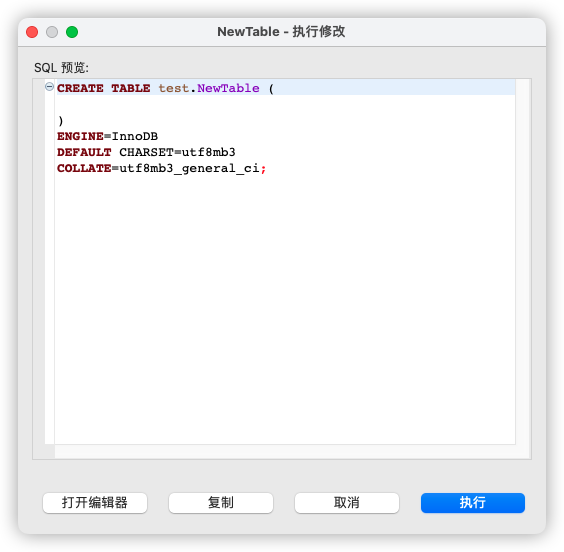 NewTable - 执行修改
SQL 预览:
CREATE TABLE test.NewTable (
)
ENGINE=InnoDB
DEFAULT CHARSET=utf8mb3
COLLATE=utf8mb3_general_ci;
打开编辑器 复制 取消 执行